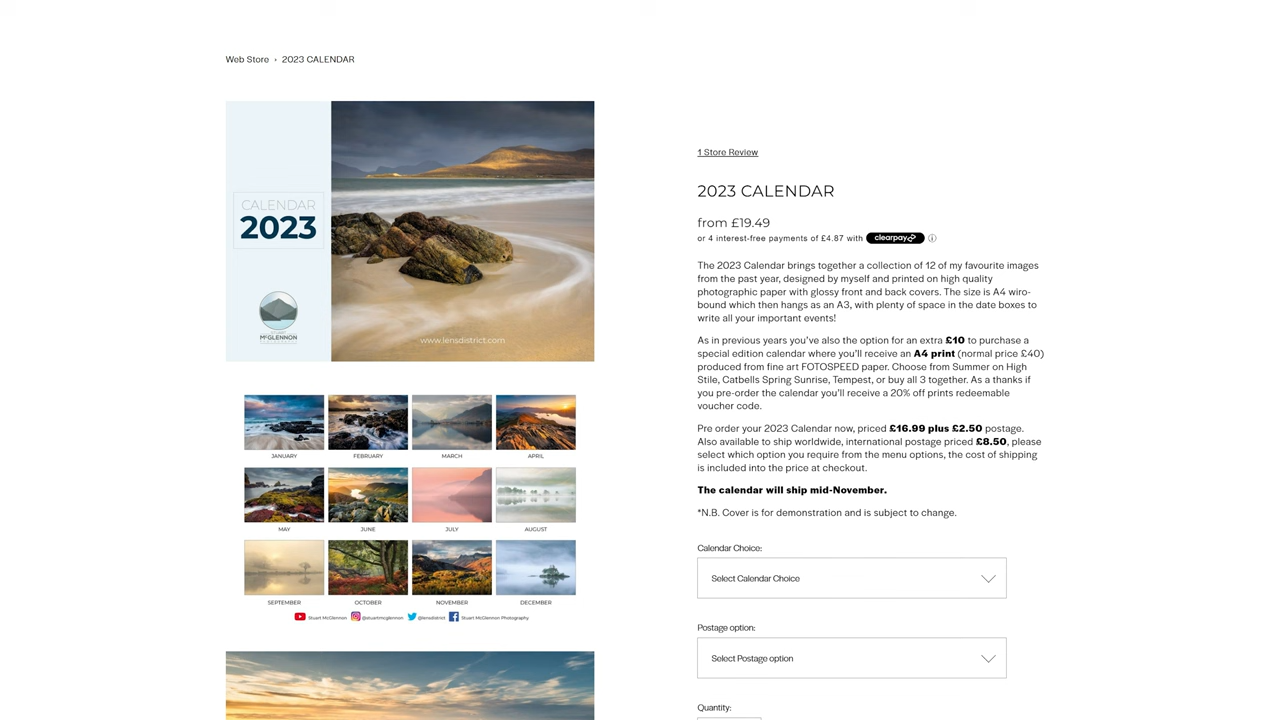 Web Store › 2023 CALENDAR
CALENDAR
2023
McGLENNON
www.lensdistrict.com
JANUARY
FEBRUARY
MARCH
APRIL
MAY
JUNE
JULY
AUGUST
SEPTEMBER
OCTOBER
NOVEMBER
DECEMBER
Stuart McGlennon
@stuartmcglennon
@lensdistrict
Stuart McGlennon Photography
1 Store Review
2023 CALENDAR
from £19.49
or 4 interest-free payments of £4.87 with clearpay
The 2023 Calendar brings together a collection of 12 of my favourite images
from the past year, designed by myself and printed on high quality
photographic paper with glossy front and back covers. The size is A4 wiro-
bound which then hangs as an A3, with plenty of space in the date boxes to
write all your important events!
As in previous years you've also the option for an extra £10 to purchase a
special edition calendar where you'll receive an A4 print (normal price £40)
produced from fine art FOTOSPEED paper. Choose from Summer on High
Stile, Catbells Spring Sunrise, Tempest, or buy all 3 together. As a thanks if
you pre-order the calendar you'll receive a 20% off prints redeemable
voucher code.
Pre order your 2023 Calendar now, priced £16.99 plus £2.50 postage.
Also available to ship worldwide, international postage priced £8.50, please
select which option you require from the menu options, the cost of shipping
is included into the price at checkout.
The calendar will ship mid-November.
*N.B. Cover is for demonstration and is subject to change.
Calendar Choice:
Select Calendar Choice
Postage option:
Select Postage option
Quantity: